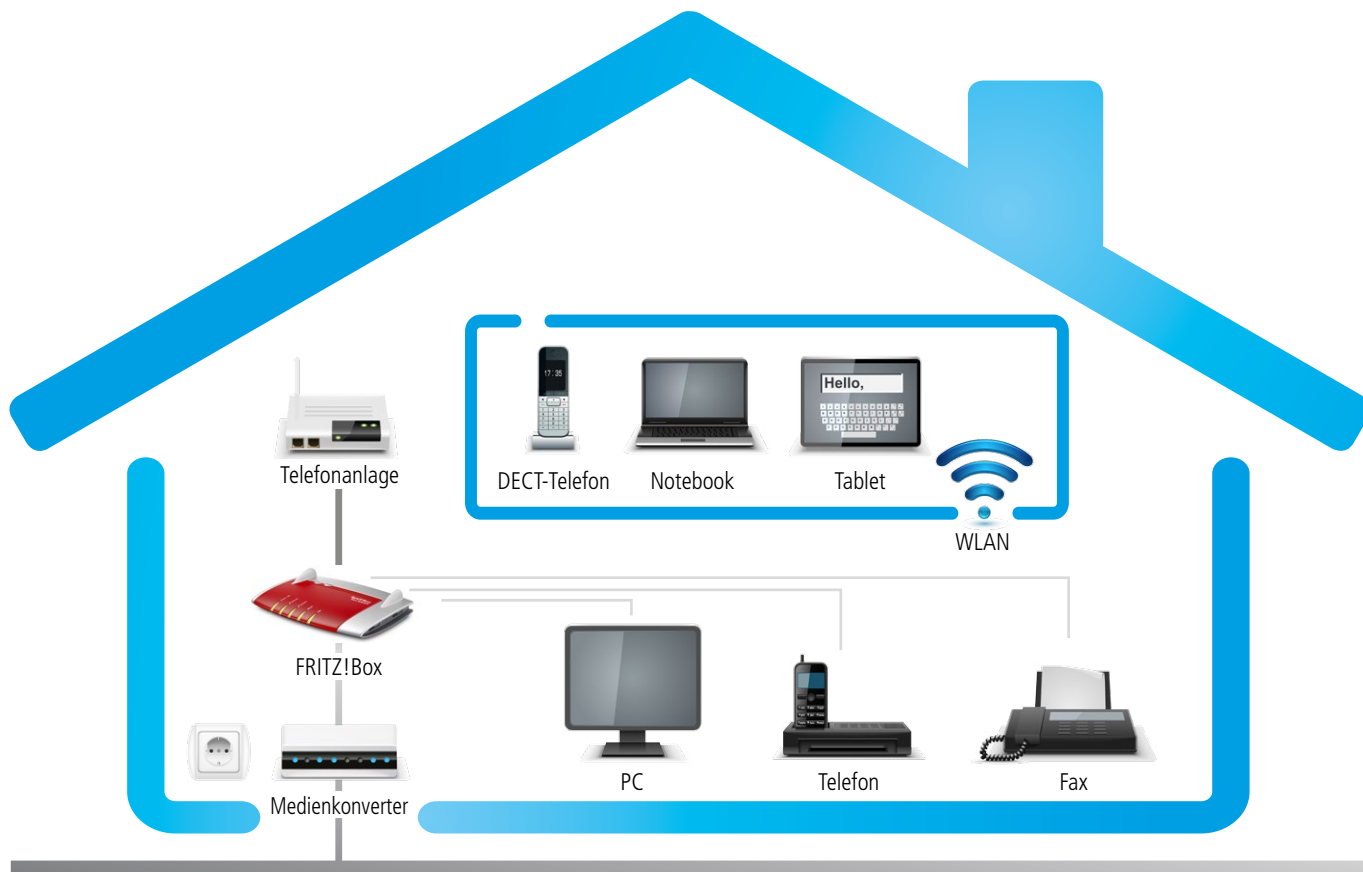 17:35
Hello,
Telefonanlage
DECT-Telefon
Notebook
Tablet
WLAN
FRITZ!Box
PC
Telefon
Fax
Medienkonverter